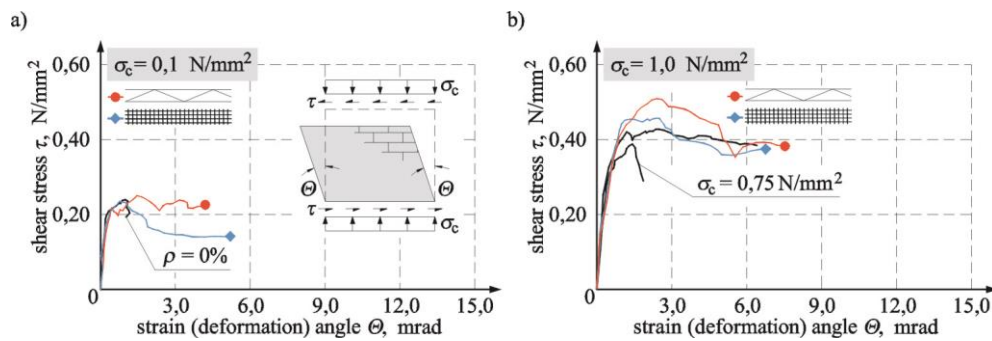 a)
σc = 0,1 N/mm²
0,60
0,40
0,20
0
shear stress τ, N/mm²
σc
τ
Θ
Θ
τ
σc
ρ = 0%
3,0 6,0 9,0 12,0 15,0
strain (deformation) angle Θ, mrad
b)
σc = 1,0 N/mm²
0,60
0,40
0,20
0
shear stress τ, N/mm²
σc = 0,75 N/mm²
3,0 6,0 9,0 12,0 15,0
strain (deformation) angle Θ, mrad